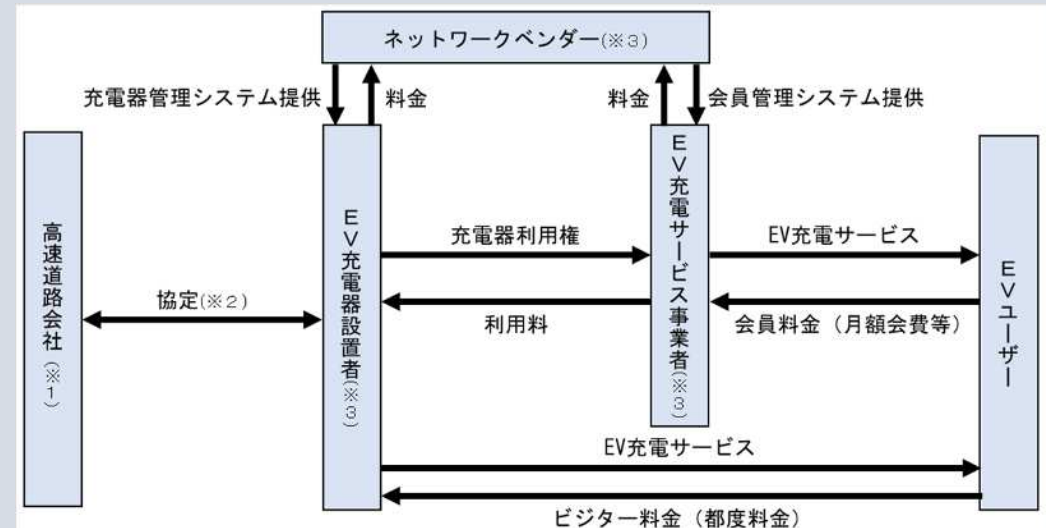 ネットワークベンダー(※3)
充電器管理システム提供
料金
料金
会員管理システム提供
高速道路会社(※1)
協定(※2)
EV充電器設置者(※3)
充電器利用権
利用料
EV充電サービス事業者(※3)
EV充電サービス
会員料金（月額会費等）
EVユーザー
EV充電サービス
ビジター料金（都度料金）